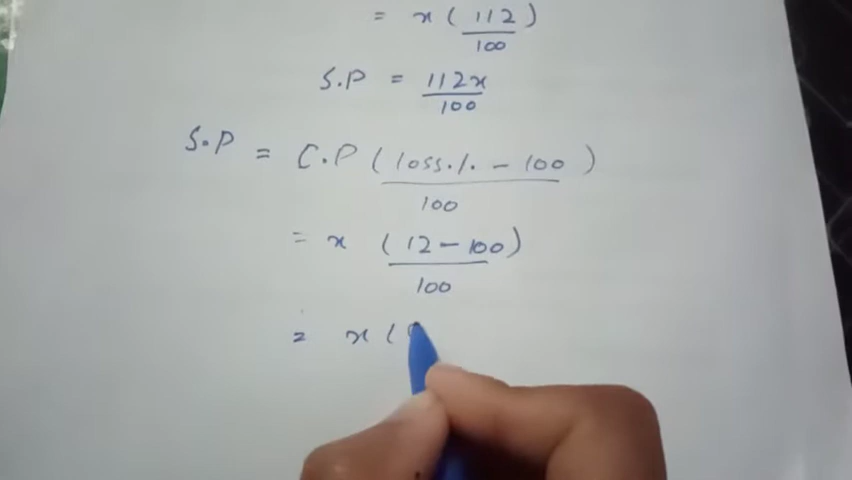 = x ( 112 )
100
S.P = 112x
100
S.P = C.P ( loss.% - 100 )
100
= x ( 12 - 100 )
100
= x (